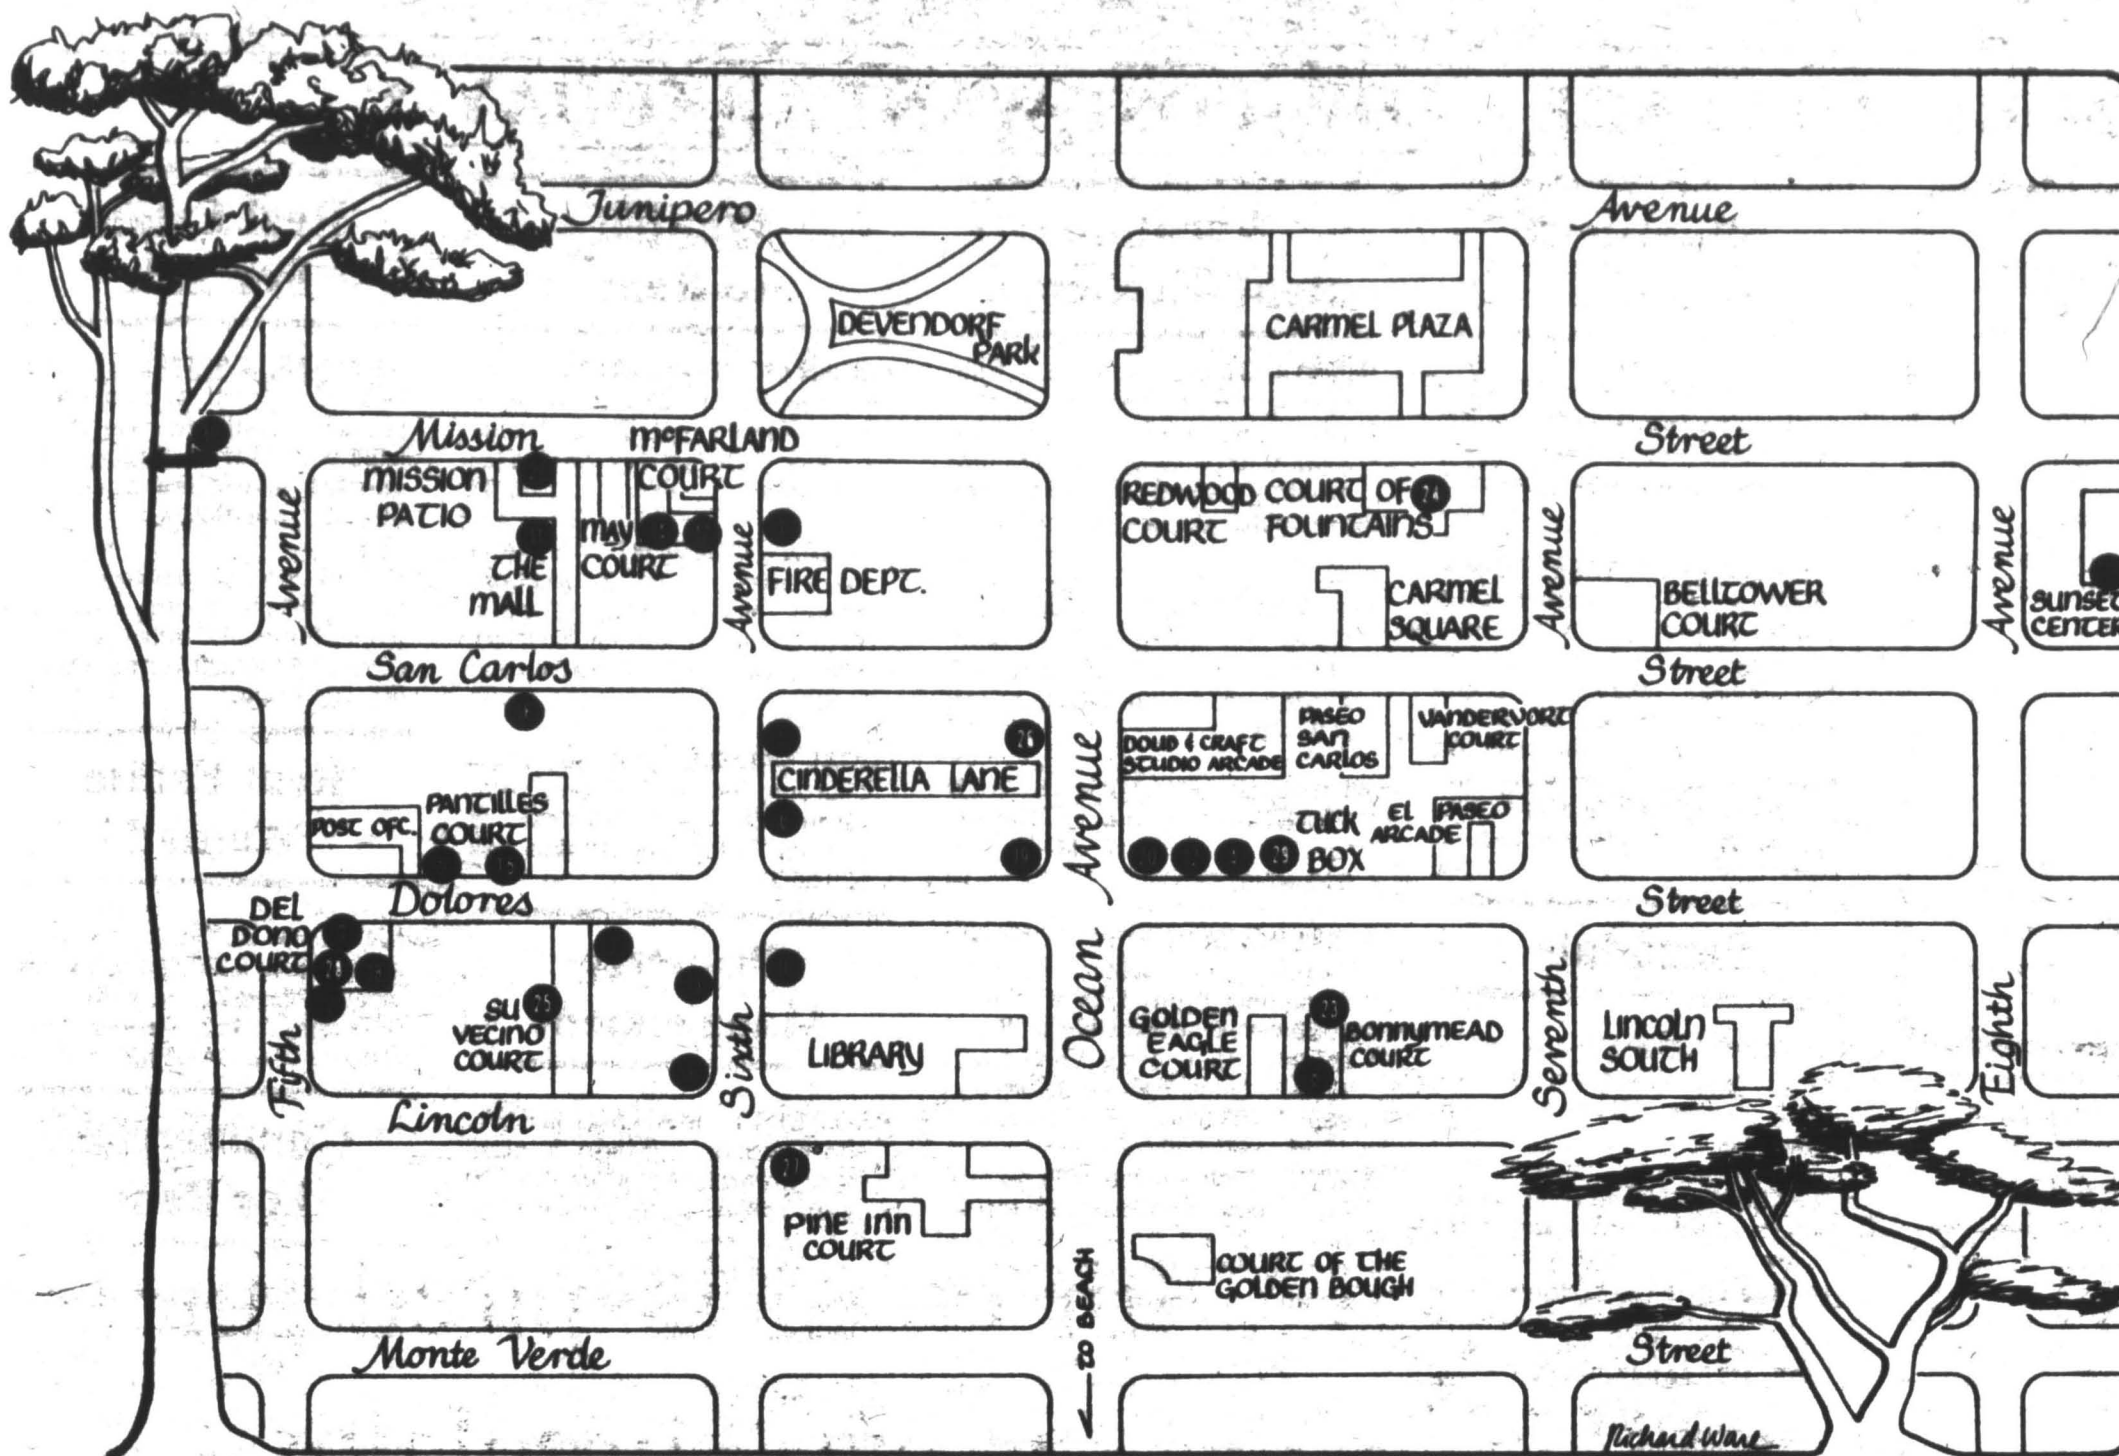 Junipero Avenue
DEVENDORF
PARK
CARMEL PLAZA
Mission Street
McFARLAND
COURT
MISSION
PATIO
MAY
COURT
THE
MALL
Avenue
Avenue
FIRE DEPT.
REDWOOD
COURT
COURT OF
FOUNTAINS
24
CARMEL
SQUARE
Avenue
BELLTOWER
COURT
Avenue
SUNSET
CENTER
San Carlos Street
CINDERELLA LANE
POST OFC.
PANTILLES
COURT
Avenue
DOUD & CRAFT
STUDIO ARCADE
PASEO
SAN
CARLOS
VANDERVORT
COURT
TUCK
BOX
EL PASEO
ARCADE
29
Dolores Street
DEL
DONO
COURT
SU
VECINO
COURT
25
Fifth
Sixth
LIBRARY
Ocean
GOLDEN
EAGLE
COURT
23
BONNYMEAD
COURT
Seventh
LINCOLN
SOUTH
Eighth
Lincoln
PINE INN
COURT
TO BEACH
COURT OF THE
GOLDEN BOUGH
Monte Verde Street
Richard Ware